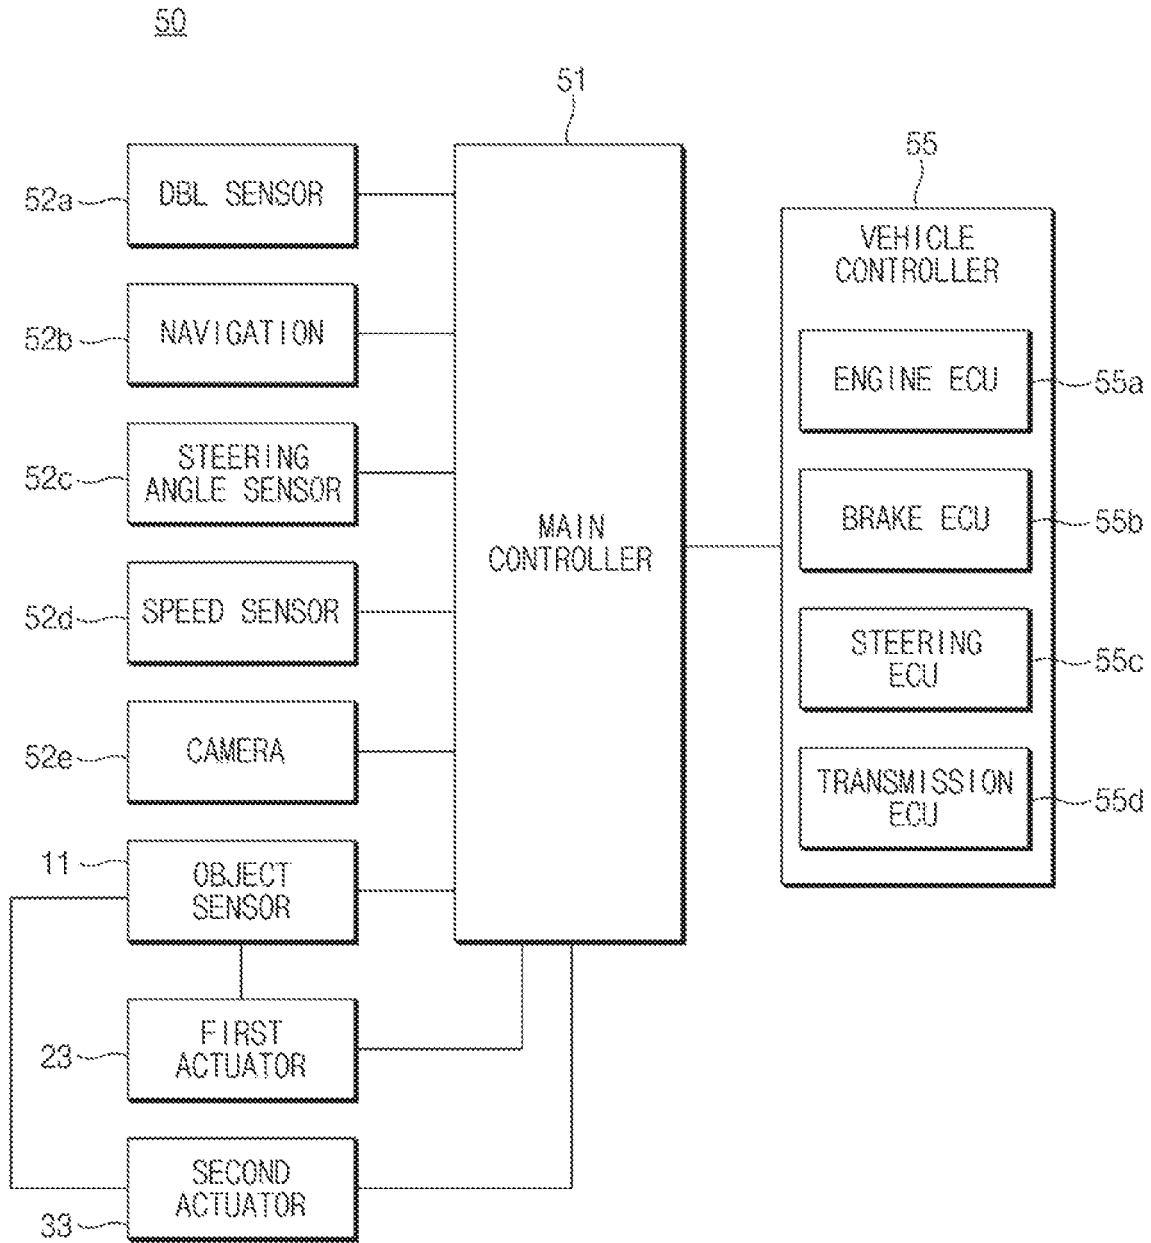 50
51
55
52a
DBL SENSOR
VEHICLE
CONTROLLER
52b
NAVIGATION
ENGINE ECU
55a
52c
STEERING
ANGLE SENSOR
MAIN
CONTROLLER
BRAKE ECU
55b
52d
SPEED SENSOR
STEERING
ECU
55c
52e
CAMERA
TRANSMISSION
ECU
55d
11
OBJECT
SENSOR
23
FIRST
ACTUATOR
33
SECOND
ACTUATOR